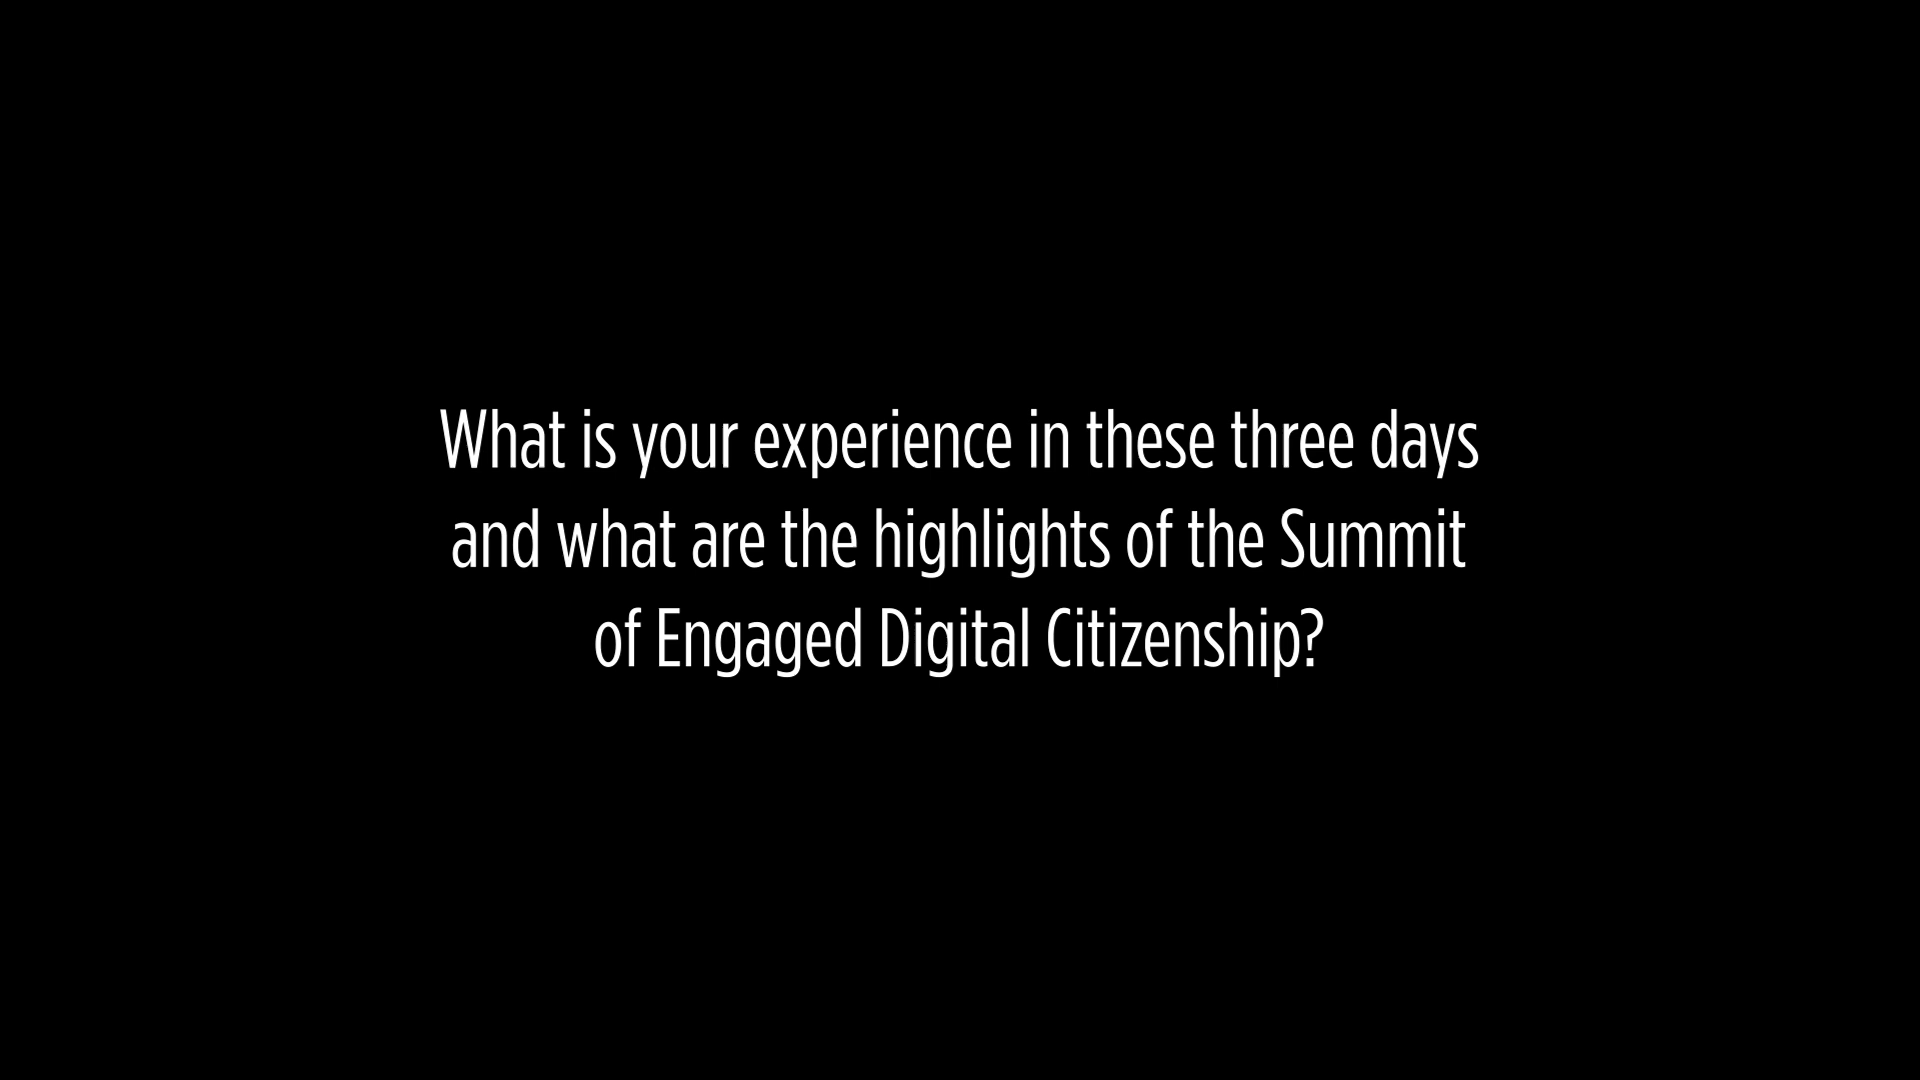 What is your experience in these three days
and what are the highlights of the Summit
of Engaged Digital Citizenship?